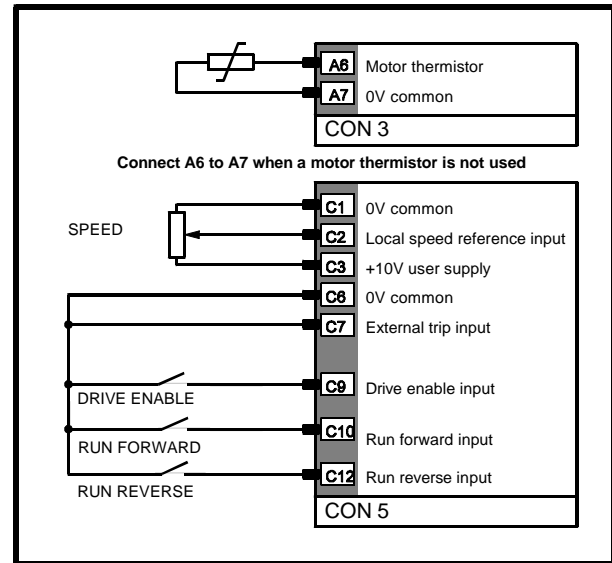 A6 Motor thermistor
A7 0V common
CON 3
Connect A6 to A7 when a motor thermistor is not used
C1 0V common
SPEED C2 Local speed reference input
C3 +10V user supply
C6 0V common
C7 External trip input
C9 Drive enable input
DRIVE ENABLE
C10 Run forward input
RUN FORWARD
C12 Run reverse input
RUN REVERSE
CON 5